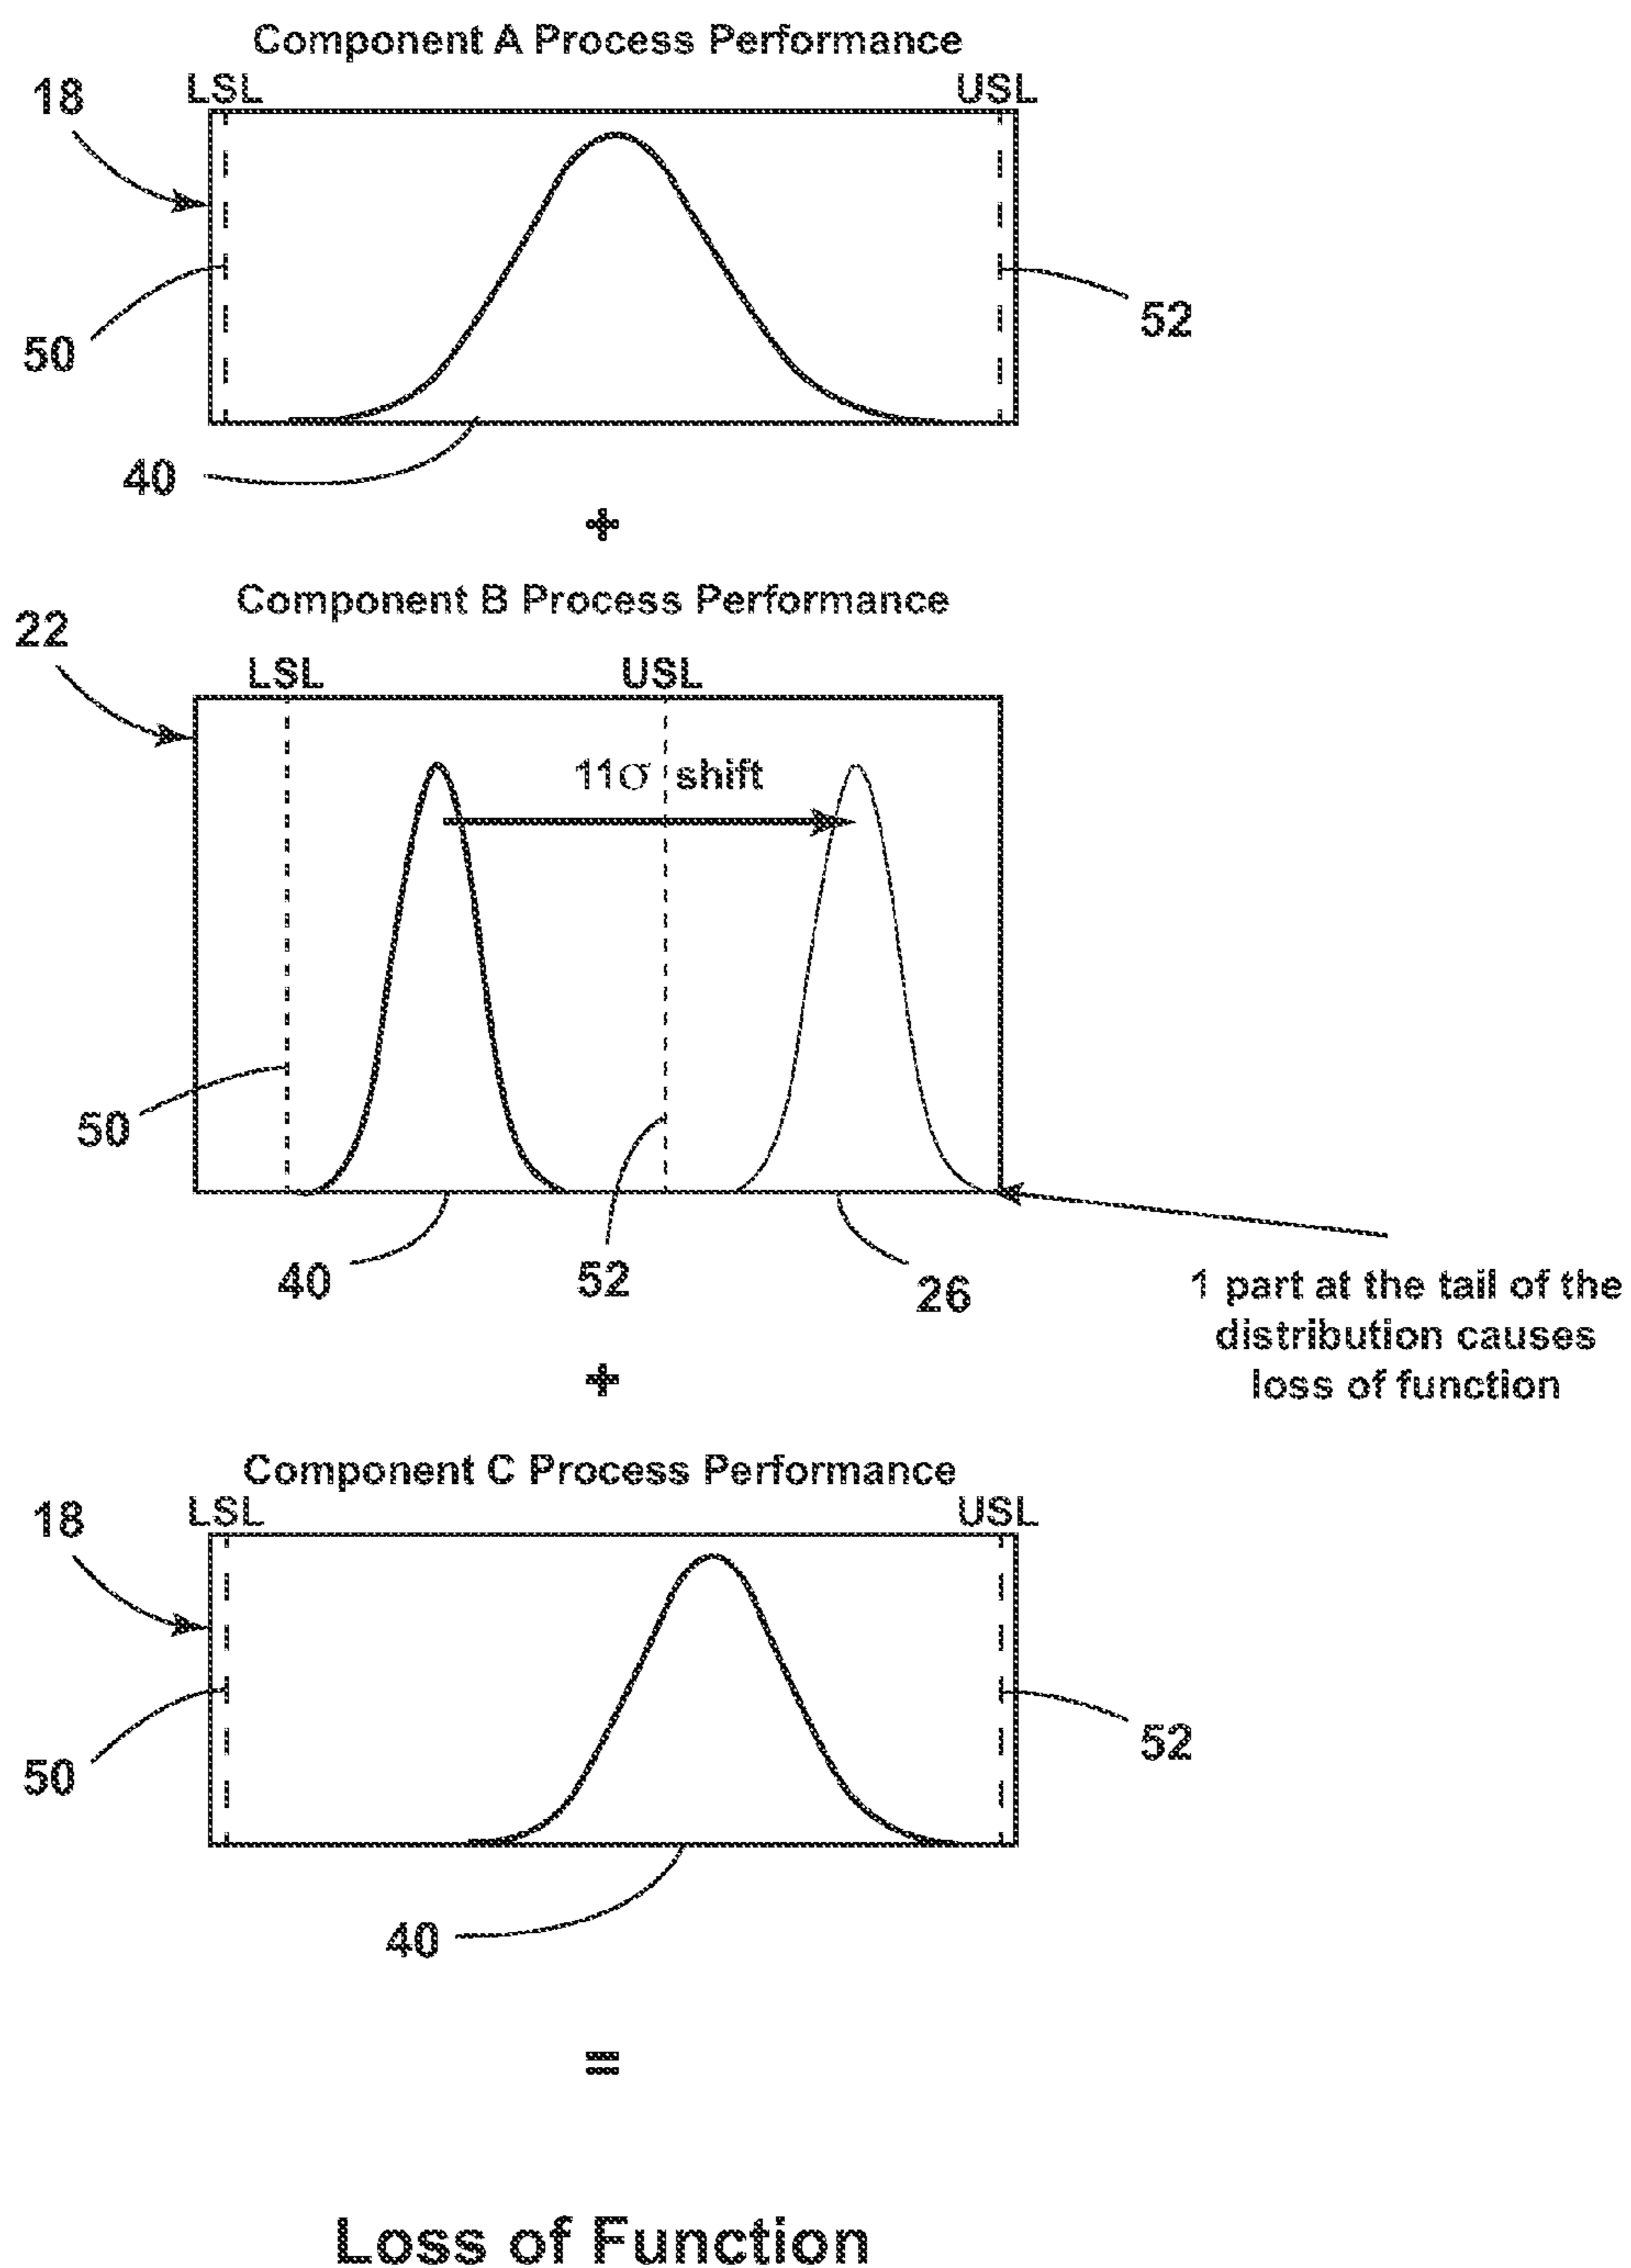 Component A Process Performance
18
LSL
USL
50
52
40
+
Component B Process Performance
22
LSL
USL
11σ shift
50
40
52
26
1 part at the tail of the
distribution causes
loss of function
+
Component C Process Performance
18
LSL
USL
50
52
40
=
Loss of Function